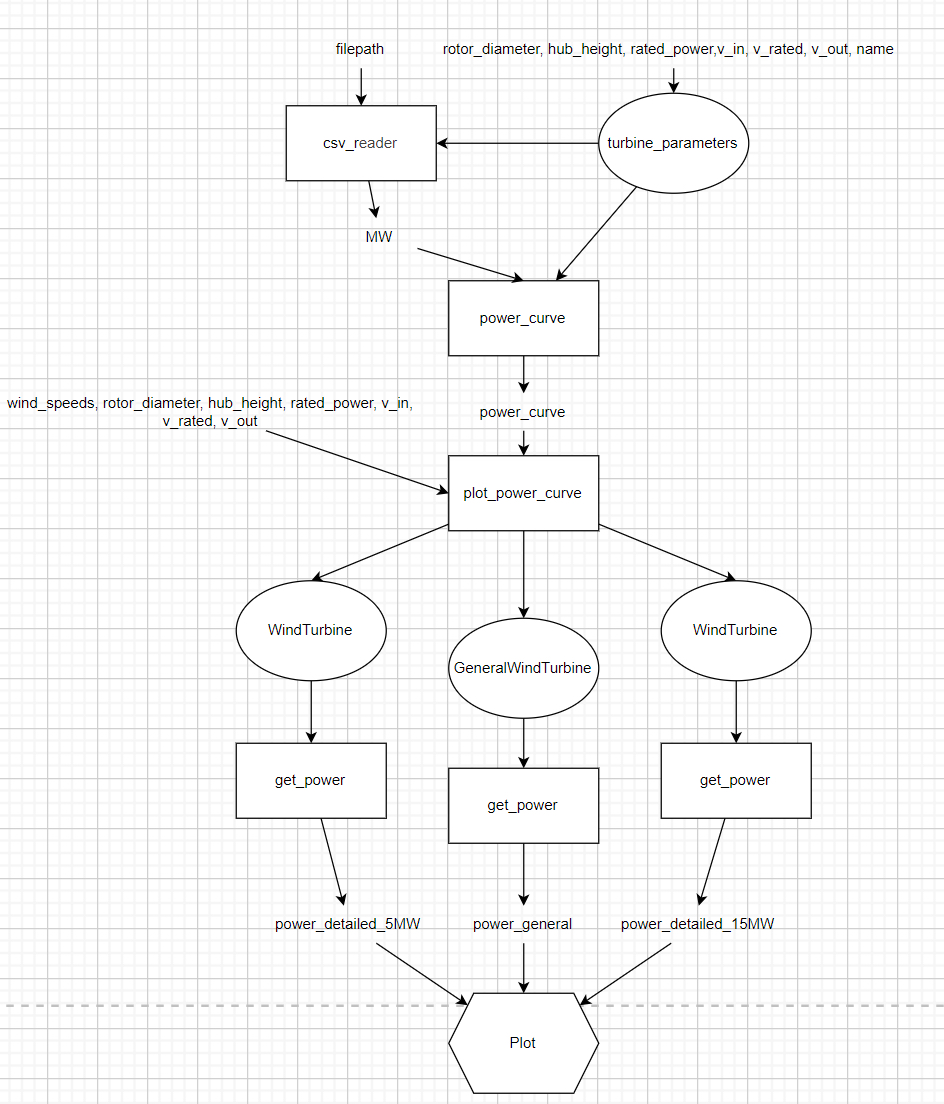 filepath
rotor_diameter, hub_height, rated_power,v_in, v_rated, v_out, name
csv_reader
turbine_parameters
MW
power_curve
wind_speeds, rotor_diameter, hub_height, rated_power, v_in,
v_rated, v_out
power_curve
plot_power_curve
WindTurbine
GeneralWindTurbine
WindTurbine
get_power
get_power
get_power
power_detailed_5MW
power_general
power_detailed_15MW
Plot